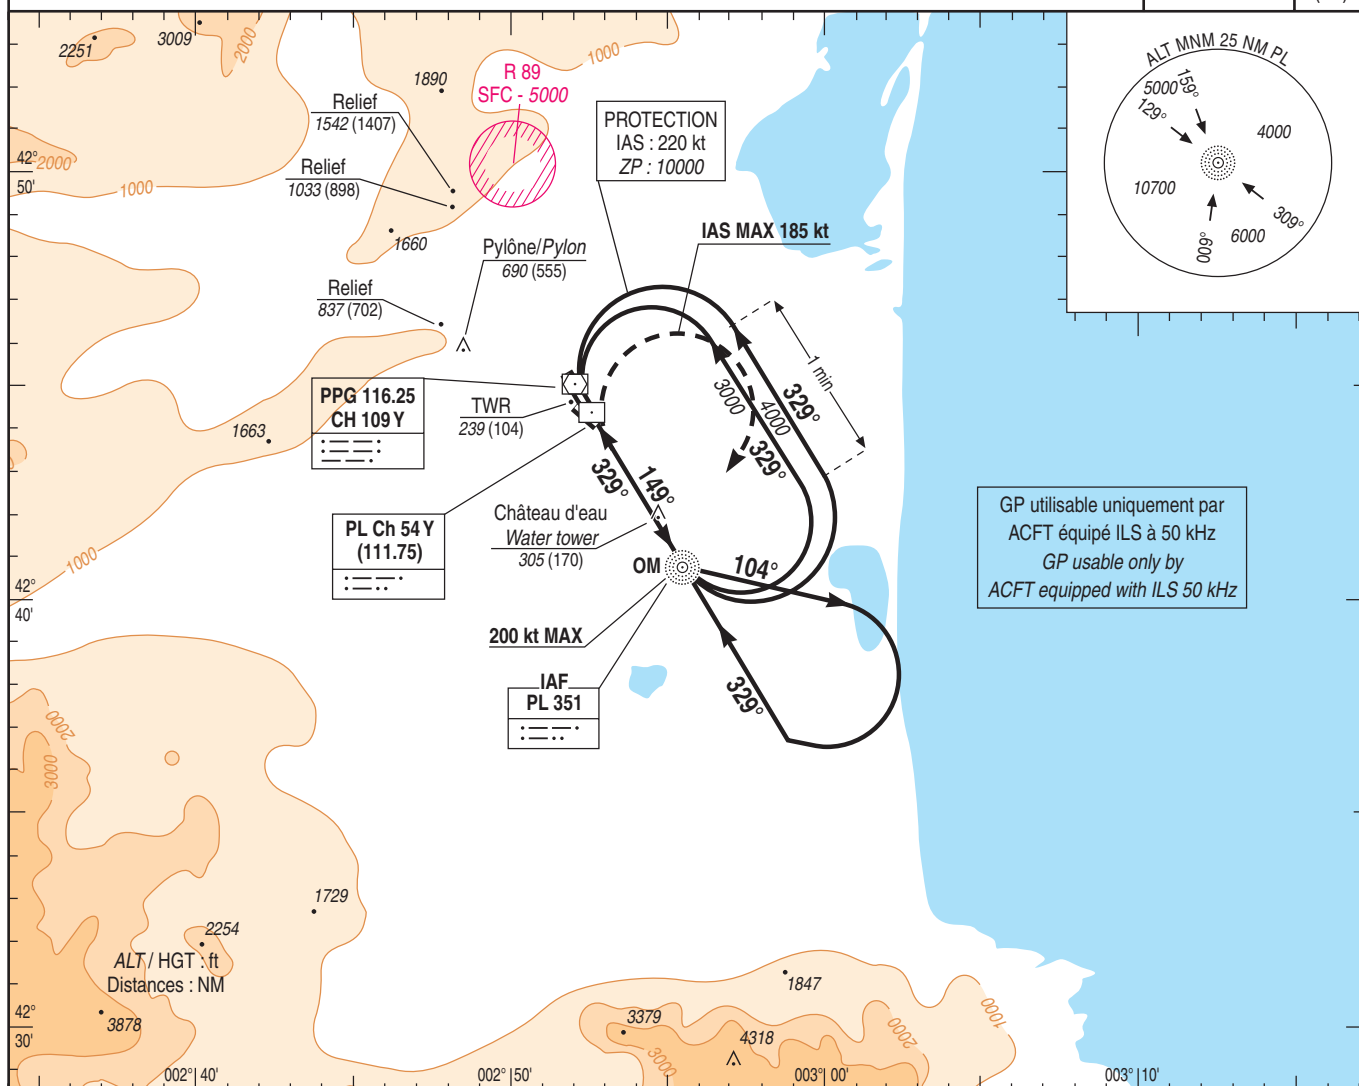 2251
3009
2000
1890
1000
R 89
SFC - 5000
Relief
1542 (1407)
Relief
1033 (898)
1660
42°
50'
2000
1000
PROTECTION
IAS : 220 kt
ZP : 10000
IAS MAX 185 kt
Pylône/Pylon
690 (555)
Relief
837 (702)
ALT MNM 25 NM PL
5000
159°
129°
4000
10700
309°
6000
009°
1 min
329°
4000
3000
329°
PPG 116.25
CH 109 Y
TWR
239 (104)
1663
329°
149°
PL Ch 54 Y
(111.75)
Château d'eau
Water tower
305 (170)
OM
104°
GP utilisable uniquement par
ACFT équipé ILS à 50 kHz
GP usable only by
ACFT equipped with ILS 50 kHz
1000
42°
40'
200 kt MAX
IAF
PL 351
329°
2000
3000
1729
2254
ALT / HGT : ft
Distances : NM
3878
42°
30'
1847
3379
4318
3000
2000
1000
002° 40'
002° 50'
003° 00'
003° 10'